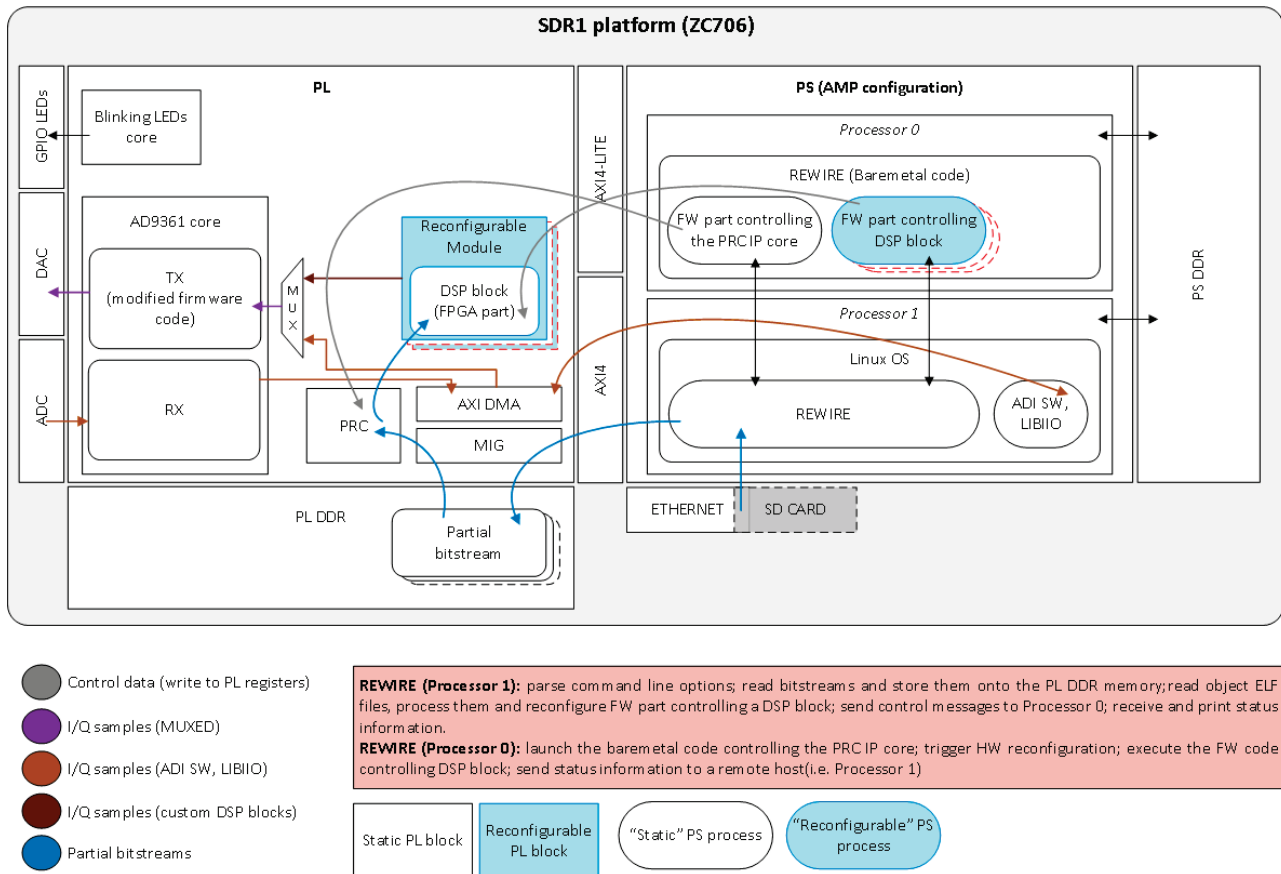 SDR1 platform (ZC706)
GPIO LEDs
DAC
ADC
PL
Blinking LEDs
core
AD9361 core
TX
(modified firmware
code)
RX
MUX
Reconfigurable
Module
DSP block
(FPGA part)
PRC
AXI DMA
MIG
PL DDR
Partial
bitstream
AXI4-LITE
AXI4
PS (AMP configuration)
Processor 0
REWIRE (Baremetal code)
FW part controlling
the PRC IP core
FW part controlling
DSP block
Processor 1
Linux OS
REWIRE
ADI SW,
LIBIIO
ETHERNET
SD CARD
PS DDR
Control data (write to PL registers)
I/Q samples (MUXED)
I/Q samples (ADI SW, LIBIIO)
I/Q samples (custom DSP blocks)
Partial bitstreams
REWIRE (Processor 1): parse command line options; read bitstreams and store them onto the PL DDR memory; read object ELF
files, process them and reconfigure FW part controlling a DSP block; send control messages to Processor 0; receive and print status
information.
REWIRE (Processor 0): launch the baremetal code controlling the PRC IP core; trigger HW reconfiguration; execute the FW code
controlling DSP block; send status information to a remote host(i.e. Processor 1)
Static PL block
Reconfigurable
PL block
“Static” PS process
“Reconfigurable” PS
process